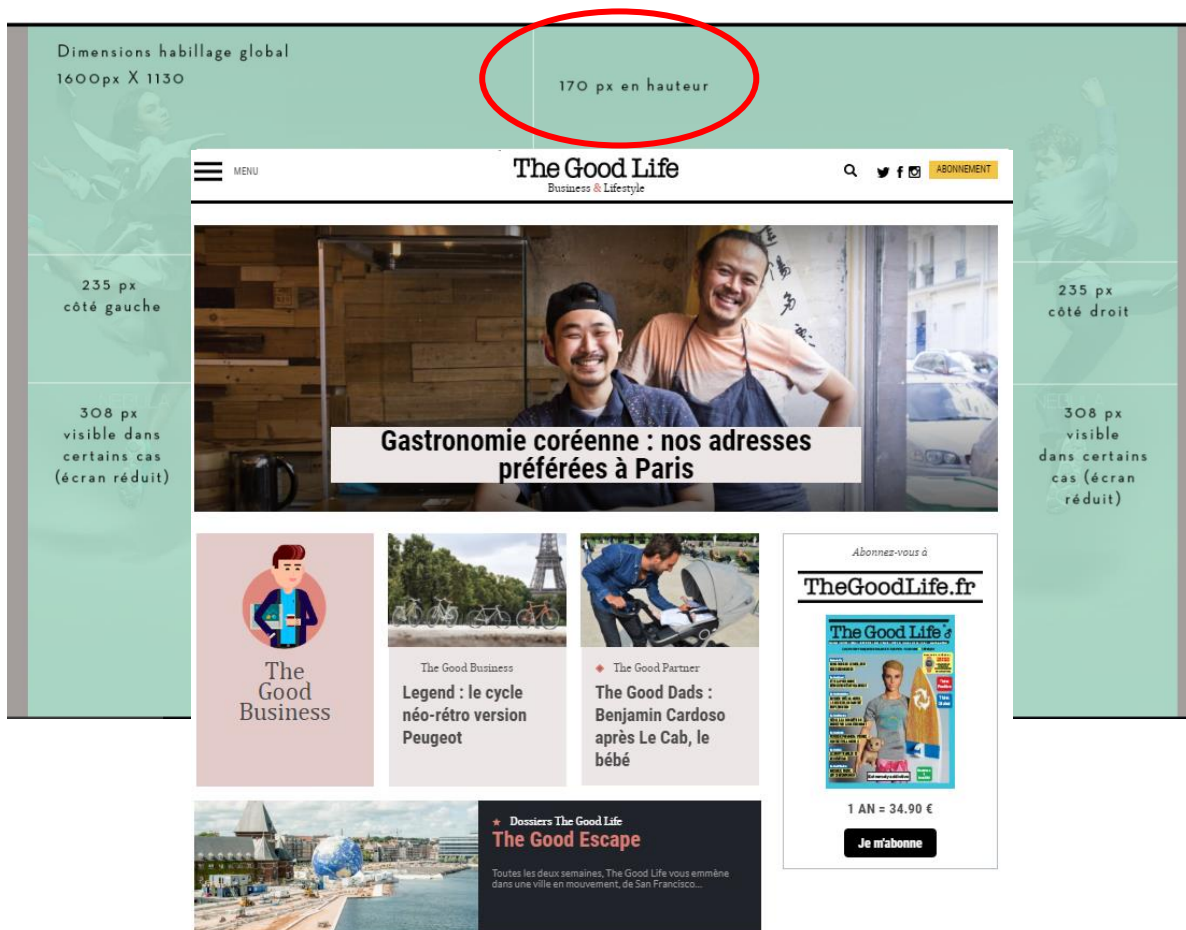 Dimensions habillage global
1600px X 1130
170 px en hauteur
MENU
The Good Life
Business & Lifestyle
ABONNEMENT
235 px
côté gauche
235 px
côté droit
308 px
visible dans
certains cas
(écran réduit)
308 px
visible
dans certains
cas (écran
réduit)
Gastronomie coréenne : nos adresses
préférées à Paris
The
Good
Business
The Good Business
Legend : le cycle
néo-rétro version
Peugeot
The Good Partner
The Good Dads :
Benjamin Cardoso
après Le Cab, le
bébé
Abonnez-vous à
TheGoodLife.fr
The Good Life
1 AN = 34.90 €
Je m'abonne
Dossiers The Good Life
The Good Escape
Toutes les deux semaines, The Good Life vous emmène
dans une ville en mouvement, de San Francisco...